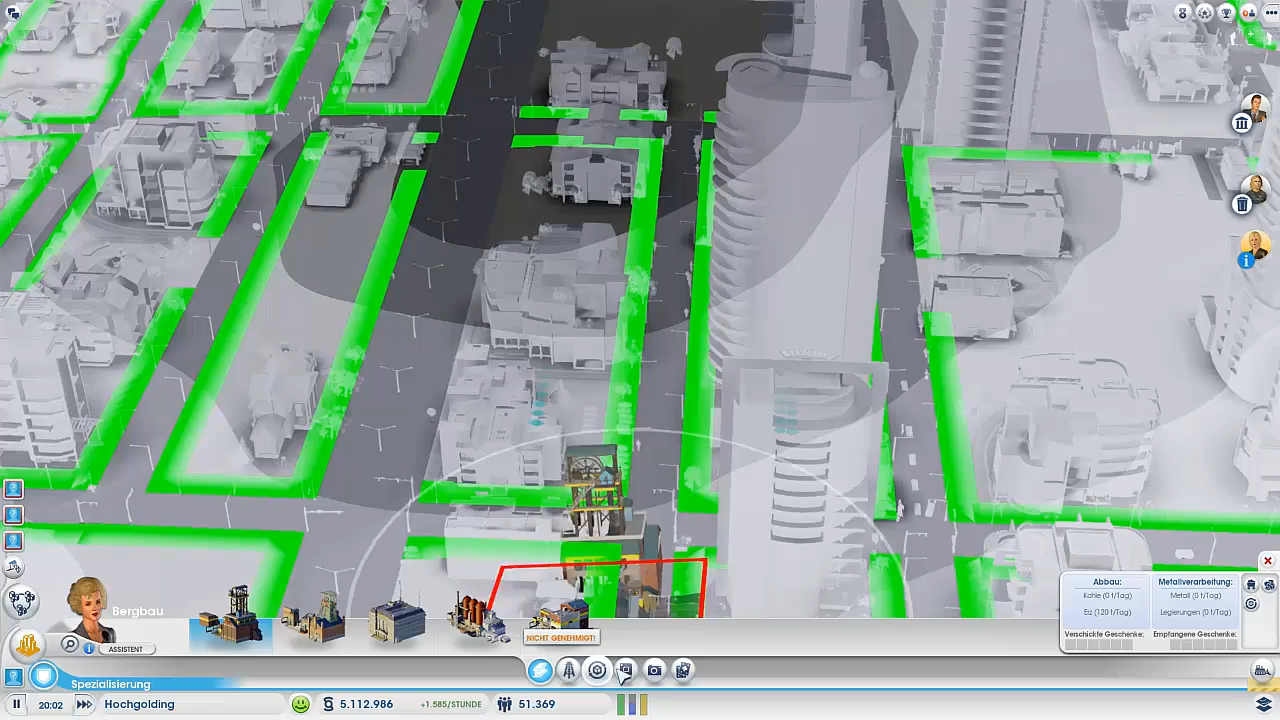 Bergbau
ASSISTENT
NICHT GENEHMIGT!
Abbau:
Kohle (0 t/Tag)
Erz (120 t/Tag)
Metallverarbeitung:
Metall (0 t/Tag)
Legierungen (0 t/Tag)
Verschickte Geschenke:
Empfangene Geschenke:
Spezialisierung
20:02
Hochgolding
5.112.986
+1.585/STUNDE
51.369